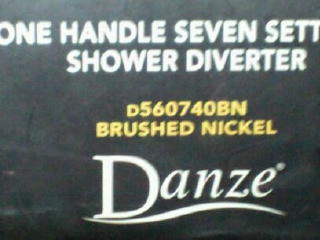 ONE HANDLE SEVEN SETT
SHOWER DIVERTER
D560740BN
BRUSHED NICKEL
Danze®